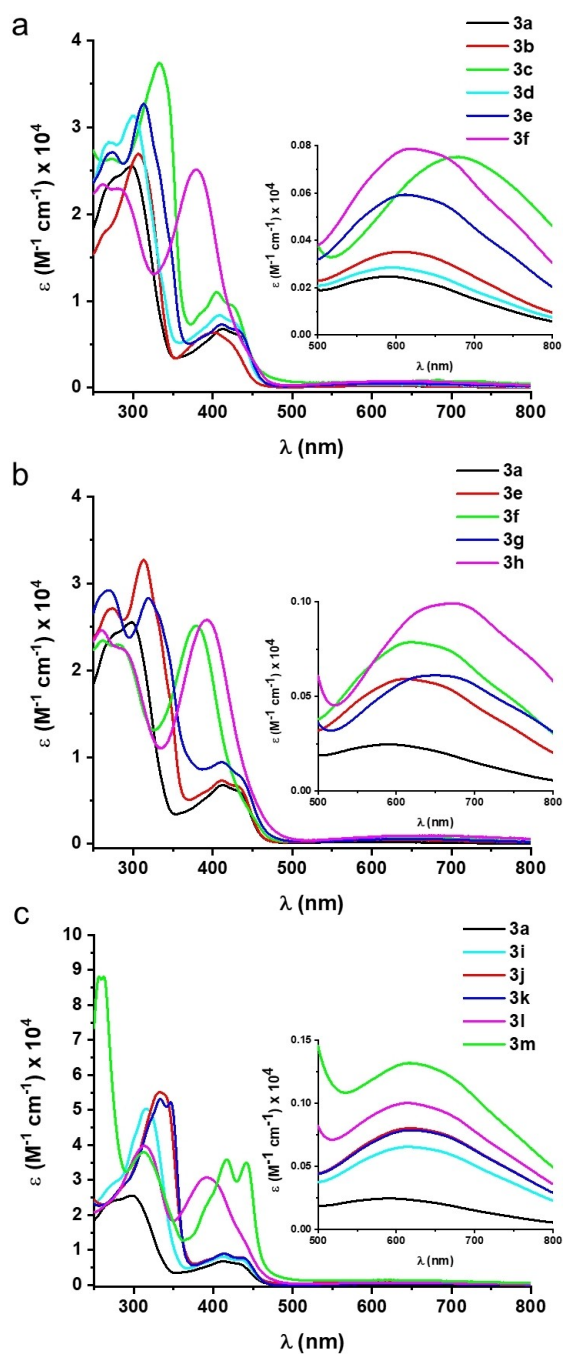 a
3a
3b
3c
3d
3e
3f
ε (M⁻¹ cm⁻¹) x 10⁴
4
3
2
1
0
300 400 500 600 700 800
λ (nm)
ε (M⁻¹ cm⁻¹) x 10⁴
0.08
0.06
0.04
0.02
0.00
500 600 700 800
λ (nm)
b
3a
3e
3f
3g
3h
ε (M⁻¹ cm⁻¹) x 10⁴
4
3
2
1
0
300 400 500 600 700 800
λ (nm)
ε (M⁻¹ cm⁻¹) x 10⁴
0.10
0.05
0.00
500 600 700 800
λ (nm)
c
3a
3i
3j
3k
3l
3m
ε (M⁻¹ cm⁻¹) x 10⁴
10
9
8
7
6
5
4
3
2
1
0
300 400 500 600 700 800
λ (nm)
ε (M⁻¹ cm⁻¹) x 10⁴
0.15
0.10
0.05
0.00
500 600 700 800
λ (nm)